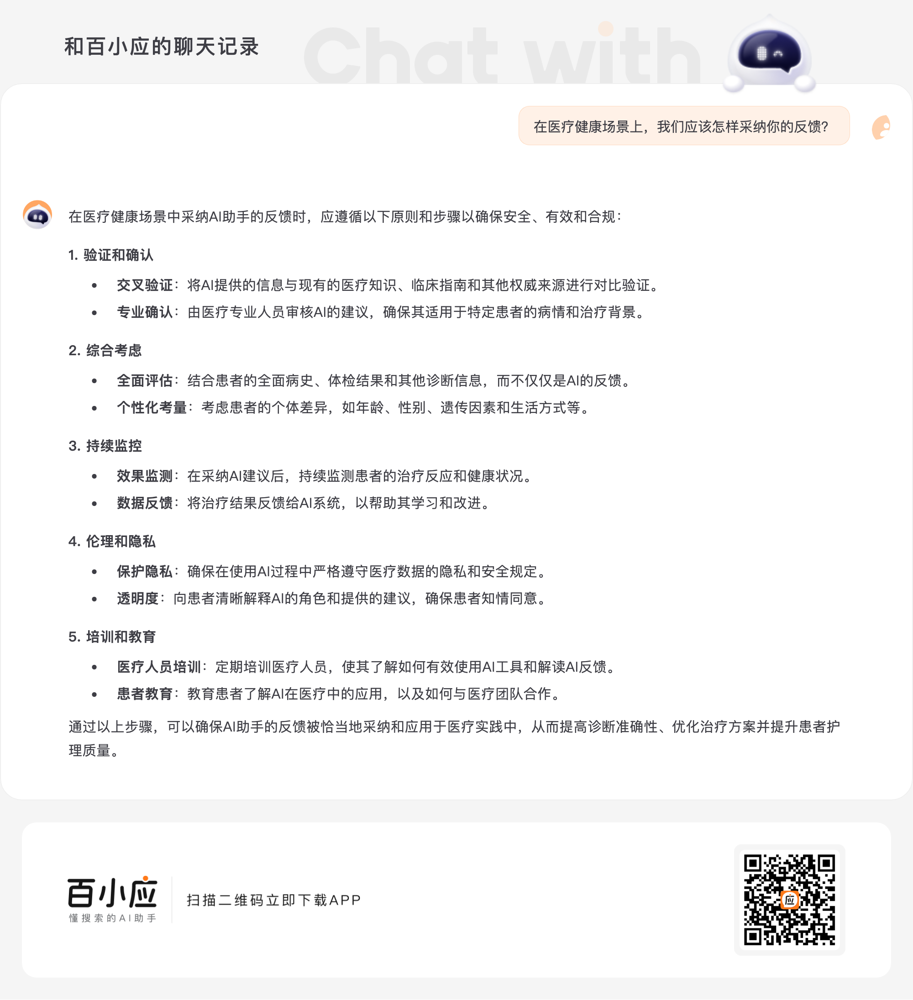 和百小应的聊天记录
Chat with
在医疗健康场景上，我们应该怎样采纳你的反馈？
在医疗健康场景中采纳AI助手的反馈时，应遵循以下原则和步骤以确保安全、有效和合规：
1. 验证和确认
• 交叉验证：将AI提供的信息与现有的医疗知识、临床指南和其他权威来源进行对比验证。
• 专业确认：由医疗专业人员审核AI的建议，确保其适用于特定患者的病情和治疗背景。
2. 综合考虑
• 全面评估：结合患者的全面病史、体检结果和其他诊断信息，而不仅仅是AI的反馈。
• 个性化考量：考虑患者的个体差异，如年龄、性别、遗传因素和生活方式等。
3. 持续监控
• 效果监测：在采纳AI建议后，持续监测患者的治疗反应和健康状况。
• 数据反馈：将治疗结果反馈给AI系统，以帮助其学习和改进。
4. 伦理和隐私
• 保护隐私：确保在使用AI过程中严格遵守医疗数据的隐私和安全规定。
• 透明度：向患者清晰解释AI的角色和提供的建议，确保患者知情同意。
5. 培训和教育
• 医疗人员培训：定期培训医疗人员，使其了解如何有效使用AI工具和解读AI反馈。
• 患者教育：教育患者了解AI在医疗中的应用，以及如何与医疗团队合作。
通过以上步骤，可以确保AI助手的反馈被恰当地采纳和应用于医疗实践中，从而提高诊断准确性、优化治疗方案并提升患者护
理质量。
百小应
懂搜索的AI助手
扫描二维码立即下载APP
应